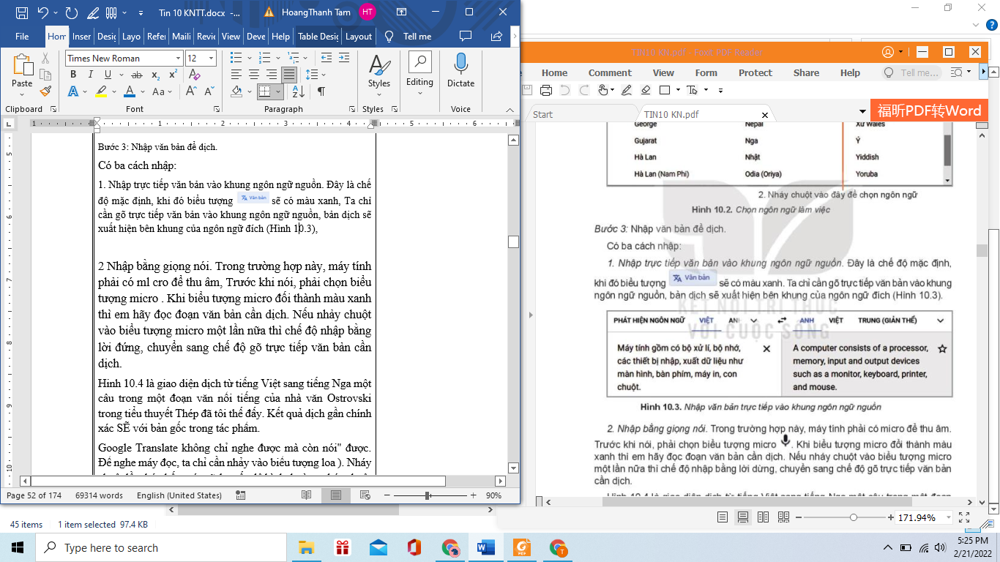 Tin 10 KNTT.docx -... HoangThanh Tam HT
File Hom Inser Desig Layo Refer Maili Revie View Deve Help Table Desig Layout Tell me
Times New Roman 12
Paste Styles Editing Dictate
Clipboard Font Paragraph Styles Voice
Bước 3: Nhập văn bản để dịch.
Có ba cách nhập:
1. Nhập trực tiếp văn bản vào khung ngôn ngữ nguồn. Đây là chế
độ mặc định, khi đó biểu tượng Văn bản sẽ có màu xanh, Ta chỉ
cần gõ trực tiếp văn bản vào khung ngôn ngữ nguồn, bản dịch sẽ
xuất hiện bên khung của ngôn ngữ đích (Hình 10.3),
2 Nhập bằng giọng nói. Trong trường hợp này, máy tính
phải có ml cro để thu âm, Trước khi nói, phải chọn biểu
tượng micro . Khi biểu tượng micro đối thành màu xanh
thì em hãy đọc đoạn văn bản cần dịch. Nếu nhảy chuột
vào biểu tượng micro một lần nữa thì chế độ nhập bằng
lời đứng, chuyển sang chế độ gõ trực tiếp văn bản cần
dịch.
Hình 10.4 là giao diện dịch từ tiếng Việt sang tiếng Nga một
câu trong một đoạn văn nối tiếng của nhà văn Ostrovski
trong tiểu thuyết Thép đã tôi thế đấy. Kết quả dịch gần chính
xác SẼ với bản gốc trong tác phẩm.
Google Translate không chỉ nghe được mà còn nói" được.
Để nghe máy đọc, ta chỉ cần nhảy vào biểu tượng loa ). Nháy
Page 52 of 174 69314 words English (United States) 90%
45 items 1 item selected 97.4 KB
TIN10 KN.pdf - Foxit PDF Reader
Home Comment View Form Protect Share Help Tell me...
Start TIN10 KN.pdf 福昕PDF转Word
George Nepal Xứ Wales
Gujarat Nga Ý
Hà Lan Nhật Yiddish
Hà Lan (Nam Phi) Odia (Oriya) Yoruba
2. Nháy chuột vào đây để chọn ngôn ngữ
Hình 10.2. Chọn ngôn ngữ làm việc
Bước 3: Nhập văn bản để dịch.
Có ba cách nhập:
1. Nhập trực tiếp văn bản vào khung ngôn ngữ nguồn. Đây là chế độ mặc định,
khi đó biểu tượng Văn bản sẽ có màu xanh. Ta chỉ cần gõ trực tiếp văn bản vào khung
ngôn ngữ nguồn, bản dịch sẽ xuất hiện bên khung của ngôn ngữ đích (Hình 10.3).
KẾT NỐI TRI THỨC
VỚI CUỘC SỐNG
PHÁT HIỆN NGÔN NGỮ VIỆT ANH ANH VIỆT TRUNG (GIẢN THỂ)
Máy tính gồm có bộ xử lí, bộ nhớ,
các thiết bị nhập, xuất dữ liệu như
màn hình, bàn phím, máy in, con
chuột.
A computer consists of a processor,
memory, input and output devices
such as a monitor, keyboard, printer,
and mouse.
Hình 10.3. Nhập văn bản trực tiếp vào khung ngôn ngữ nguồn
2. Nhập bằng giọng nói. Trong trường hợp này, máy tính phải có micro để thu âm.
Trước khi nói, phải chọn biểu tượng micro . Khi biểu tượng micro đổi thành màu
xanh thì em hãy đọc đoạn văn bản cần dịch. Nếu nháy chuột vào biểu tượng micro
một lần nữa thì chế độ nhập bằng lời dừng, chuyển sang chế độ gõ trực tiếp văn bản
cần dịch.
Hình 10.4 là giao diện dịch từ tiếng Việt sang tiếng Nga một câu trong một đoạn
171.94%
Type here to search
5:25 PM
2/21/2022